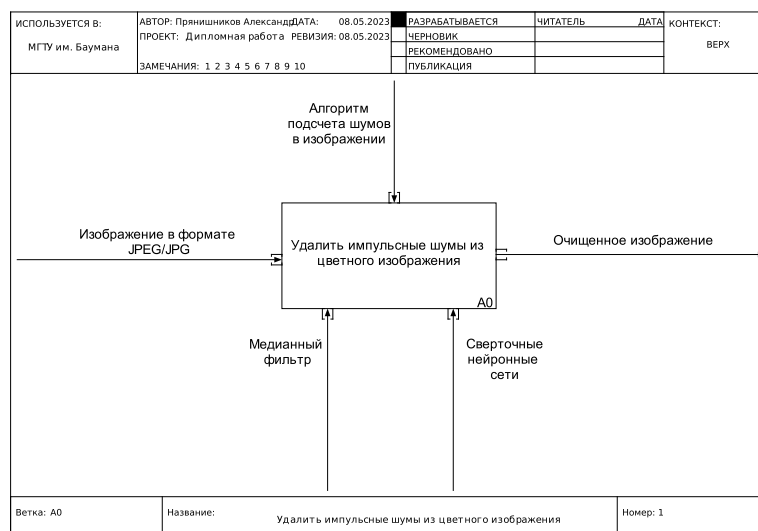 ИСПОЛЬЗУЕТСЯ В:
МГТУ им. Баумана
АВТОР: Прянишников Александр ДАТА: 08.05.2023
ПРОЕКТ: Дипломная работа РЕВИЗИЯ: 08.05.2023
ЗАМЕЧАНИЯ: 1 2 3 4 5 6 7 8 9 10
РАЗРАБАТЫВАЕТСЯ
ЧЕРНОВИК
РЕКОМЕНДОВАНО
ПУБЛИКАЦИЯ
ЧИТАТЕЛЬ ДАТА
КОНТЕКСТ:
ВЕРХ
Алгоритм
подсчета шумов
в изображении
Изображение в формате
JPEG/JPG
Удалить импульсные шумы из
цветного изображения
A0
Очищенное изображение
Медианный
фильтр
Сверточные
нейронные
сети
Ветка: A0
Название:
Удалить импульсные шумы из цветного изображения
Номер: 1